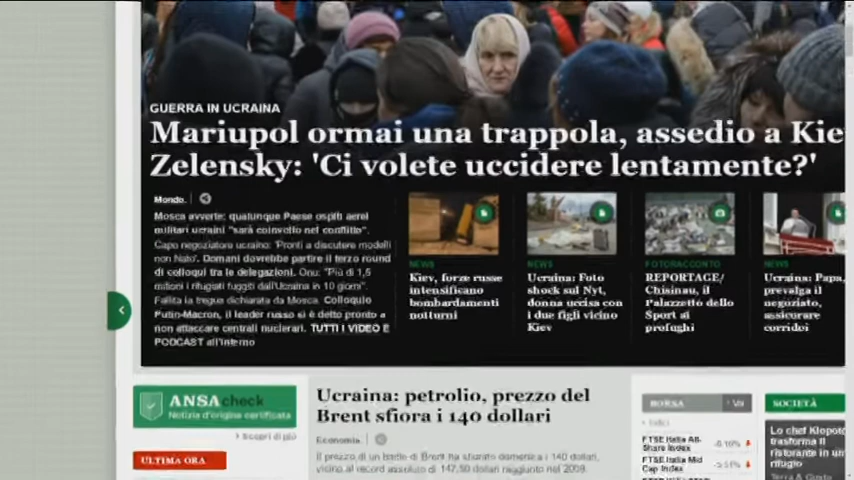 GUERRA IN UCRAINA
Mariupol ormai una trappola, assedio a Kie
Zelensky: 'Ci volete uccidere lentamente?'
Mondo.
Mosca avverte: qualunque Paese ospiti aerei
militari ucraini "sarà coinvolto nel conflitto".
Capo negoziatore ucraino: 'Pronti a discutere modelli
non Nato'. Domani dovrebbe partire il terzo round
di colloqui tra le delegazioni. Onu: "Più di 1,5
milioni i rifugiati fuggiti dall'Ucraina in 10 giorni".
Fallita la tregua dichiarata da Mosca. Colloquio
Putin-Macron, il leader russo si è detto pronto a
non attaccare centrali nucleari. TUTTI I VIDEO E
PODCAST all'interno
NEWS
Kiev, forze russe
intensificano
bombardamenti
notturni
NEWS
Ucraina: Foto
shock sul Nyt,
donna uccisa con
i due figli vicino
Kiev
FOTORACCONTO
REPORTAGE/
Chisinau, il
Palazzetto dello
Sport ai
profughi
NEWS
Ucraina: Papa,
prevalga il
negoziato,
assicurare
corridoi
ANSAcheck
Notizia d'origine certificata
Scopri di più
ULTIMA ORA
Ucraina: petrolio, prezzo del
Brent sfiora i 140 dollari
Economia.
Il prezzo di un barile di Brent ha sfiorato domenica i 140 dollari,
vicino al record assoluto di 147,50 dollari raggiunto nel 2008.
BORSA
Vai
Indici
FTSE Italia All-
Share Index
FTSE Italia Mid
Cap Index
SOCIETÀ
Lo chef Klopot
trasforma il
ristorante in un
rifugio
Terra & Gusto